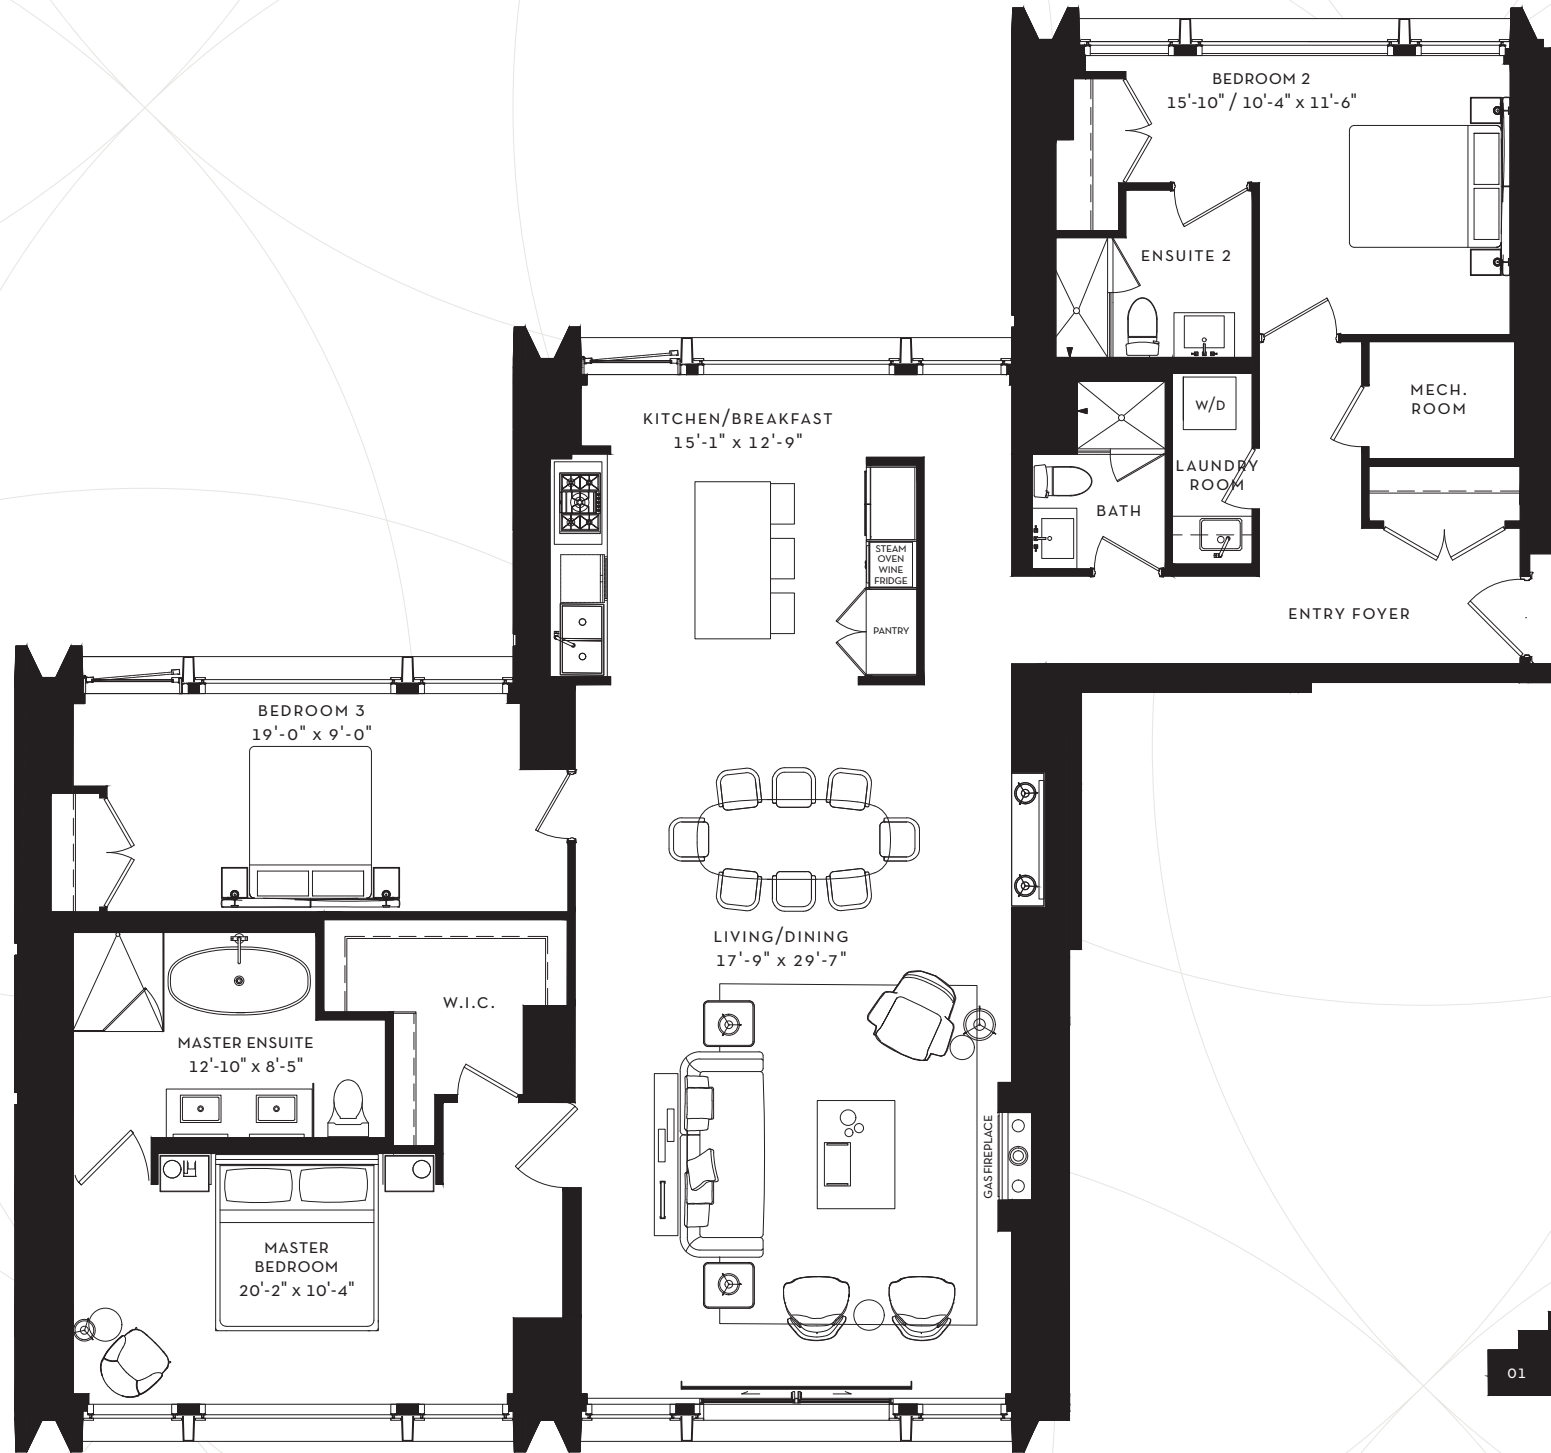 BEDROOM 2
15'-10" / 10'-4" x 11'-6"
ENSUITE 2
MECH.
ROOM
W/D
KITCHEN/BREAKFAST
15'-1" x 12'-9"
LAUNDRY
ROOM
BATH
STEAM
OVEN
WINE
FRIDGE
PANTRY
ENTRY FOYER
BEDROOM 3
19'-0" x 9'-0"
LIVING/DINING
17'-9" x 29'-7"
W.I.C.
MASTER ENSUITE
12'-10" x 8'-5"
GAS FIREPLACE
MASTER
BEDROOM
20'-2" x 10'-4"
01